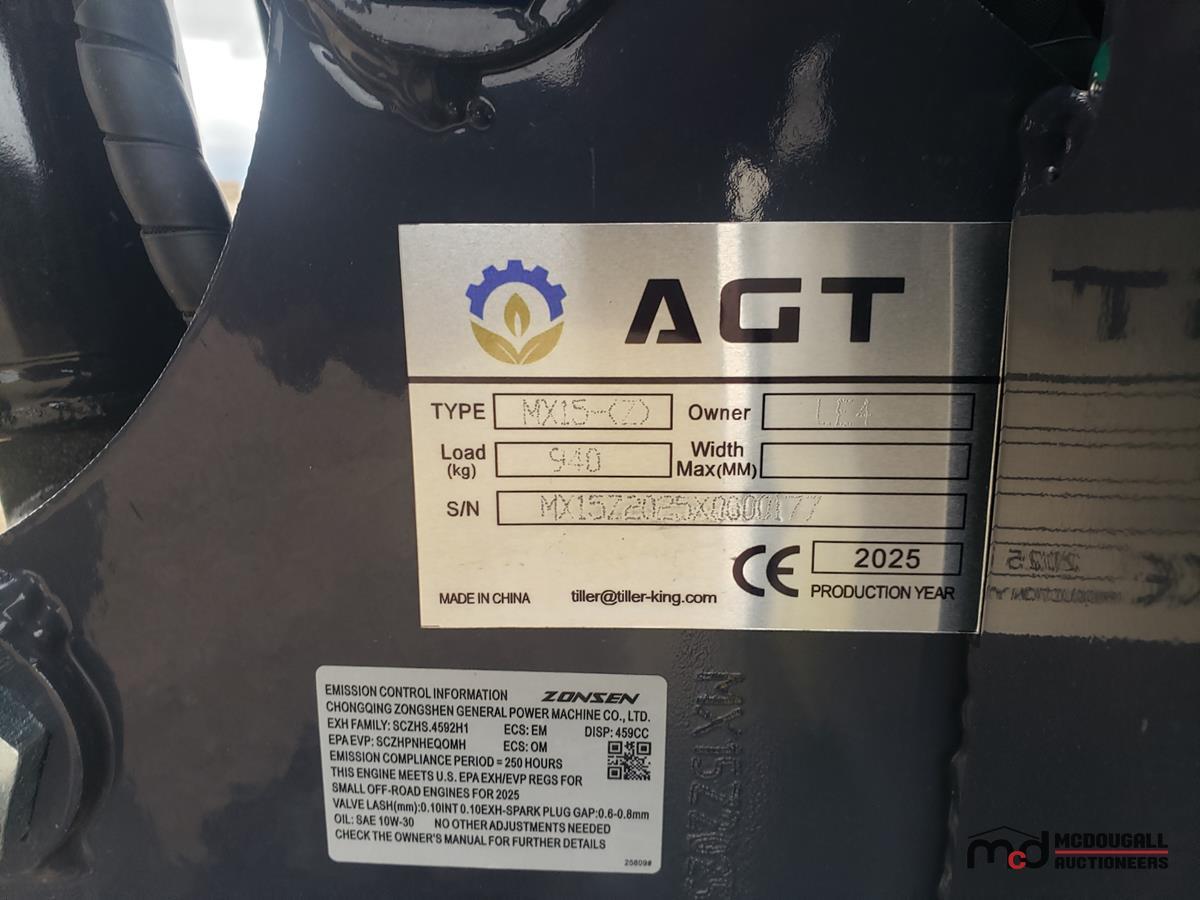 AGT
TYPE MX15-(Z) Owner LE4
Load (kg) 940 Width Max(MM)
S/N MX15Z2025X0000177
CE 2025
PRODUCTION YEAR
MADE IN CHINA tiller@tiller-king.com
EMISSION CONTROL INFORMATION ZONSEN
CHONGQING ZONGSHEN GENERAL POWER MACHINE CO., LTD.
EXH FAMILY: SCZHS.4592H1 ECS: EM DISP: 459CC
EPA EVP: SCZHPNHEQOMH ECS: OM
EMISSION COMPLIANCE PERIOD = 250 HOURS
THIS ENGINE MEETS U.S. EPA EXH/EVP REGS FOR
SMALL OFF-ROAD ENGINES FOR 2025
VALVE LASH(mm):0.10INT 0.10EXH-SPARK PLUG GAP:0.6-0.8mm
OIL: SAE 10W-30 NO OTHER ADJUSTMENTS NEEDED
CHECK THE OWNER'S MANUAL FOR FURTHER DETAILS
25809#
MX15Z202
mcd MCDOUGALL
AUCTIONEERS